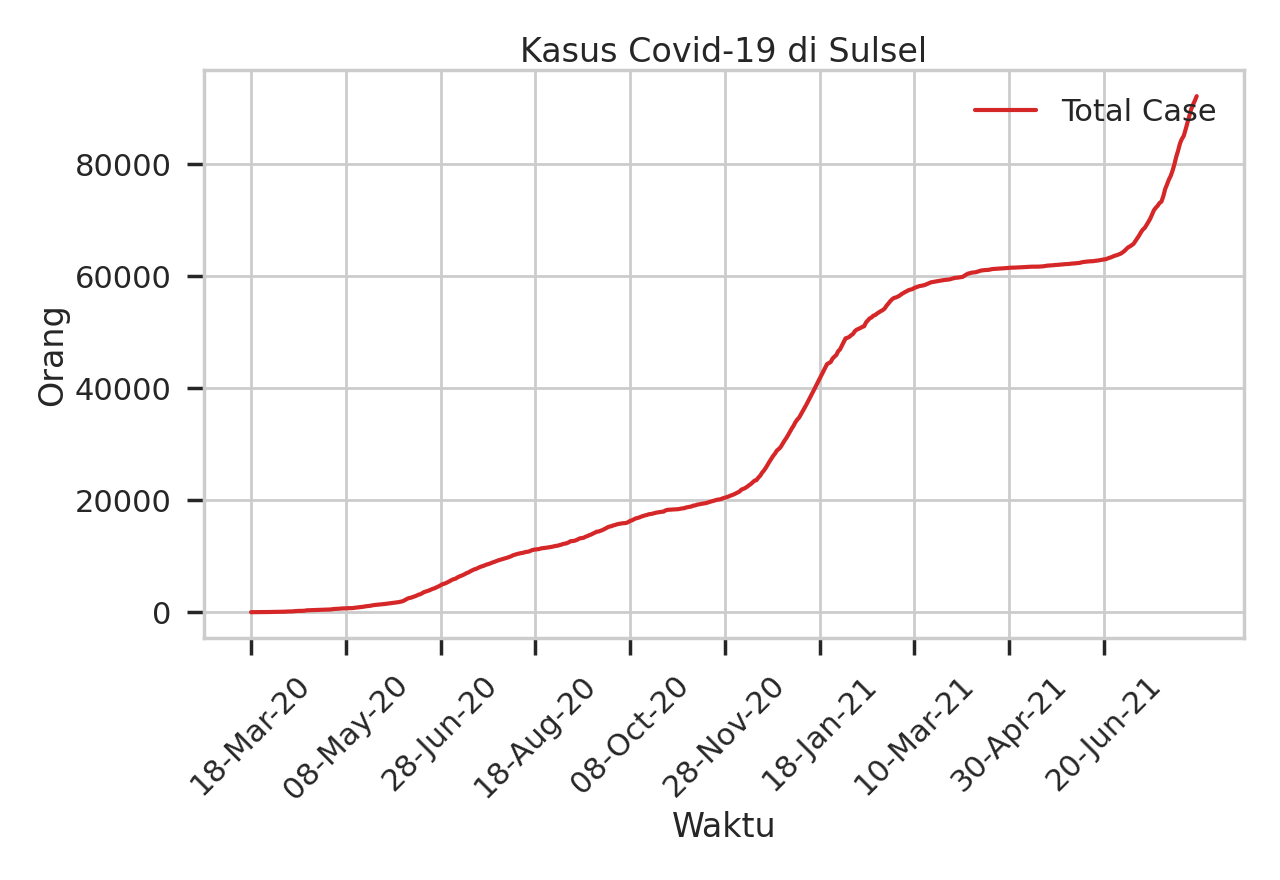 Kasus Covid-19 di Sulsel
Total Case
80000
60000
40000
20000
0
Orang
18-Mar-20
08-May-20
28-Jun-20
18-Aug-20
08-Oct-20
28-Nov-20
18-Jan-21
10-Mar-21
30-Apr-21
20-Jun-21
Waktu